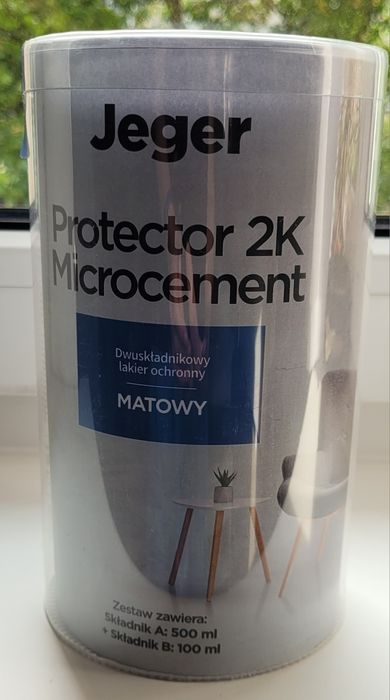 Jeger
Protector 2K
Microcement
Dwuskładnikowy
lakier ochronny
MATOWY
Zestaw zawiera:
Składnik A: 500 ml
+ Składnik B: 100 ml